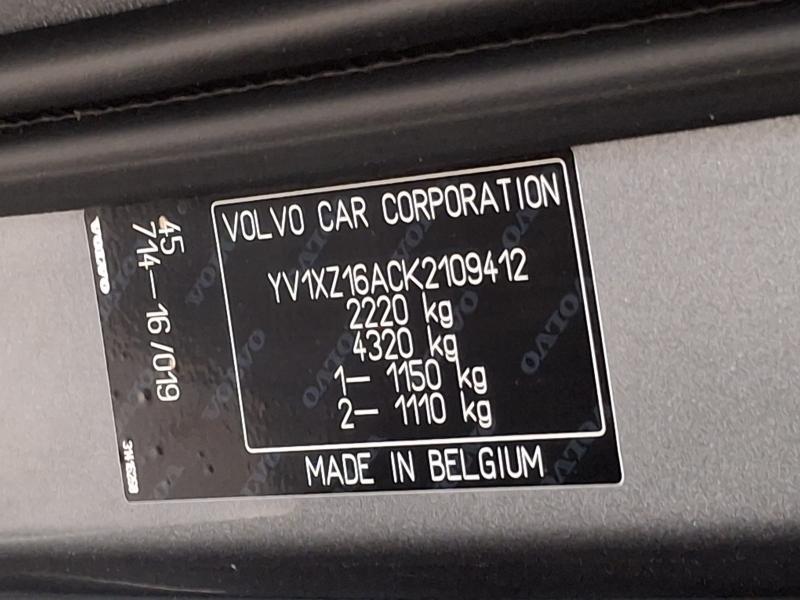 VOLVO CAR CORPORATION
YV1XZ16ACK2109412
2220 kg
4320 kg
1– 1150 kg
2– 1110 kg
MADE IN BELGIUM
VOLVO
45
714–16/019